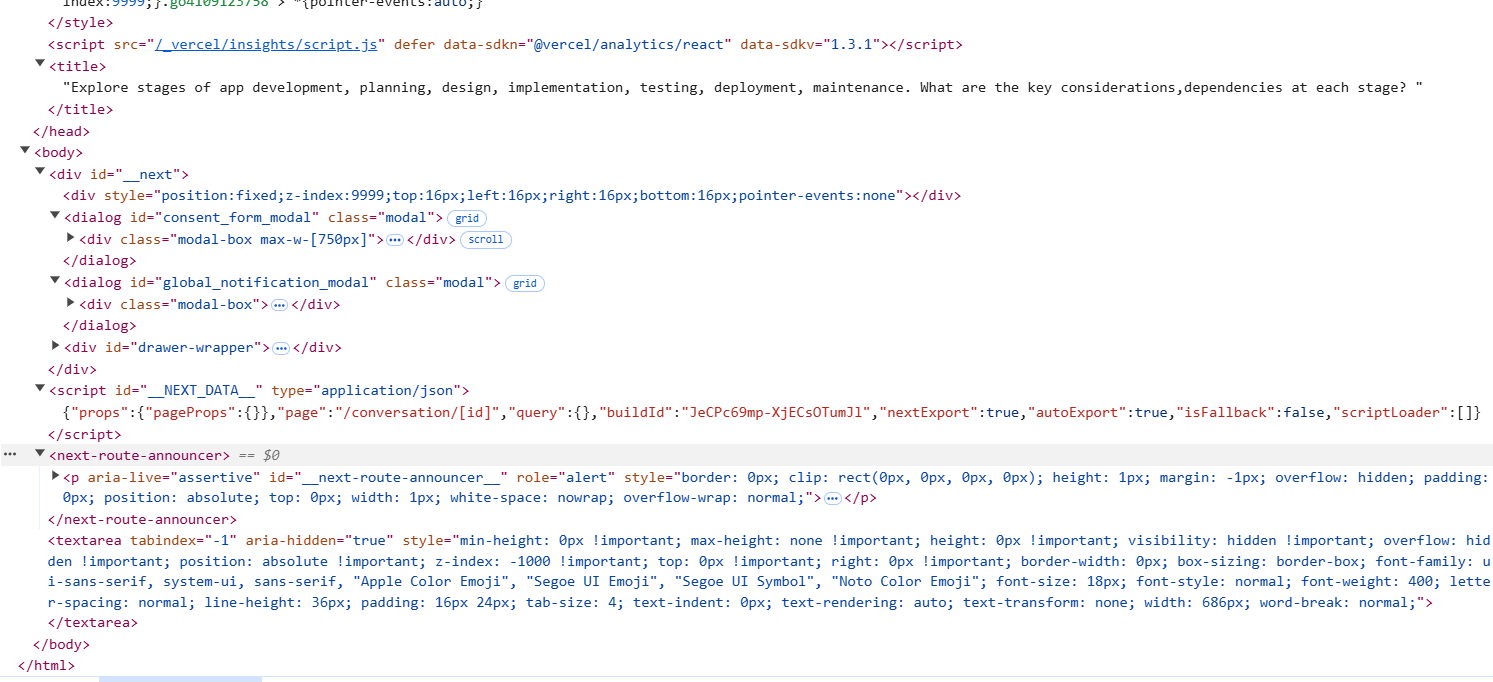 index:9999;}.go4109123758 > *{pointer-events:auto;}
</style>
<script src="/_vercel/insights/script.js" defer data-sdkn="@vercel/analytics/react" data-sdkv="1.3.1"></script>
<title>
"Explore stages of app development, planning, design, implementation, testing, deployment, maintenance. What are the key considerations,dependencies at each stage? "
</title>
</head>
<body>
<div id="__next">
<div style="position:fixed;z-index:9999;top:16px;left:16px;right:16px;bottom:16px;pointer-events:none"></div>
<dialog id="consent_form_modal" class="modal"> grid
<div class="modal-box max-w-[750px]"> ••• </div> scroll
</dialog>
<dialog id="global_notification_modal" class="modal"> grid
<div class="modal-box"> ••• </div>
</dialog>
<div id="drawer-wrapper"> ••• </div>
</div>
<script id="__NEXT_DATA__" type="application/json">
{"props":{"pageProps":{}},"page":"/conversation/[id]","query":{},"buildId":"JeCPc69mp-XjECsOTumJl","nextExport":true,"autoExport":true,"isFallback":false,"scriptLoader":[]}
</script>
••• <next-route-announcer> == $0
<p aria-live="assertive" id="__next-route-announcer__" role="alert" style="border: 0px; clip: rect(0px, 0px, 0px, 0px); height: 1px; margin: -1px; overflow: hidden; padding:
0px; position: absolute; top: 0px; width: 1px; white-space: nowrap; overflow-wrap: normal;"> ••• </p>
</next-route-announcer>
<textarea tabindex="-1" aria-hidden="true" style="min-height: 0px !important; max-height: none !important; height: 0px !important; visibility: hidden !important; overflow: hid
den !important; position: absolute !important; z-index: -1000 !important; top: 0px !important; right: 0px !important; border-width: 0px; box-sizing: border-box; font-family: u
i-sans-serif, system-ui, sans-serif, "Apple Color Emoji", "Segoe UI Emoji", "Segoe UI Symbol", "Noto Color Emoji"; font-size: 18px; font-style: normal; font-weight: 400; lette
r-spacing: normal; line-height: 36px; padding: 16px 24px; tab-size: 4; text-indent: 0px; text-rendering: auto; text-transform: none; width: 686px; word-break: normal;">
</textarea>
</body>
</html>